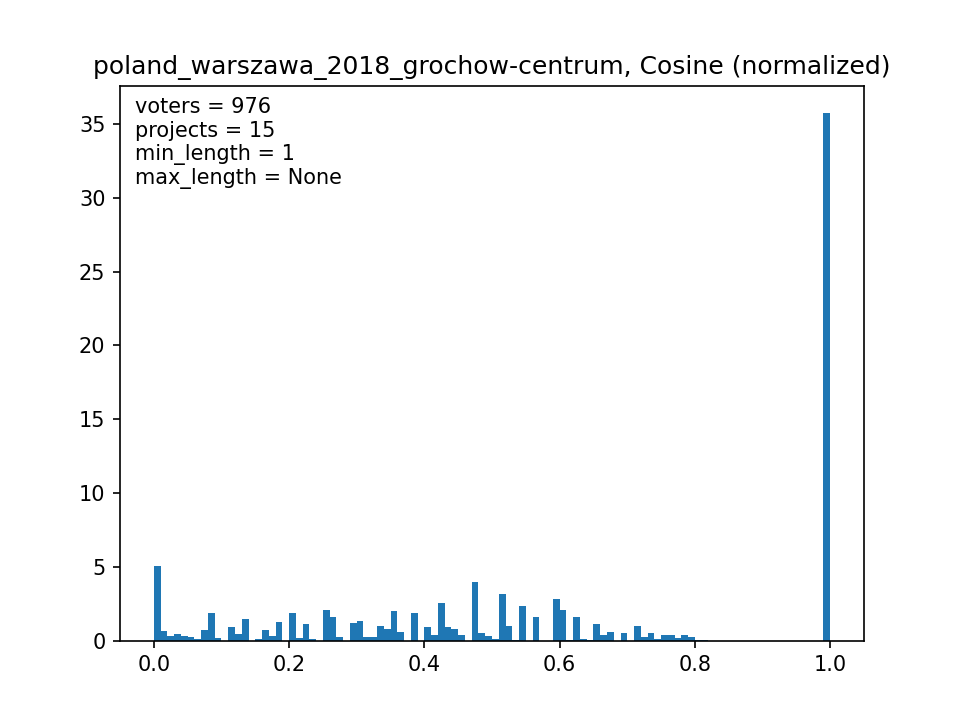 poland_warszawa_2018_grochow-centrum, Cosine (normalized)
voters = 976
projects = 15
min_length = 1
max_length = None
35
30
25
20
15
10
5
0
0.0 0.2 0.4 0.6 0.8 1.0